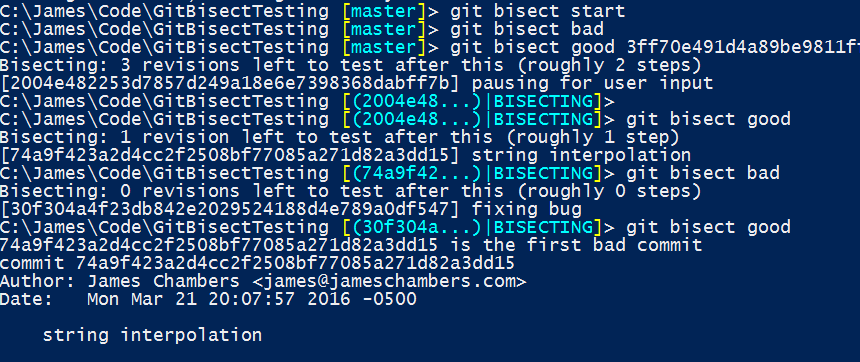 C:\James\Code\GitBisectTesting [master]> git bisect start
C:\James\Code\GitBisectTesting [master]> git bisect bad
C:\James\Code\GitBisectTesting [master]> git bisect good 3ff70e491d4a89be9811f
Bisecting: 3 revisions left to test after this (roughly 2 steps)
[2004e482253d7857d249a18e6e7398368dabff7b] pausing for user input
C:\James\Code\GitBisectTesting [(2004e48...)|BISECTING]>
C:\James\Code\GitBisectTesting [(2004e48...)|BISECTING]> git bisect good
Bisecting: 1 revision left to test after this (roughly 1 step)
[74a9f423a2d4cc2f2508bf77085a271d82a3dd15] string interpolation
C:\James\Code\GitBisectTesting [(74a9f42...)|BISECTING]> git bisect bad
Bisecting: 0 revisions left to test after this (roughly 0 steps)
[30f304a4f23db842e2029524188d4e789a0df547] fixing bug
C:\James\Code\GitBisectTesting [(30f304a...)|BISECTING]> git bisect good
74a9f423a2d4cc2f2508bf77085a271d82a3dd15 is the first bad commit
commit 74a9f423a2d4cc2f2508bf77085a271d82a3dd15
Author: James Chambers <james@jameschambers.com>
Date:   Mon Mar 21 20:07:57 2016 -0500
    string interpolation